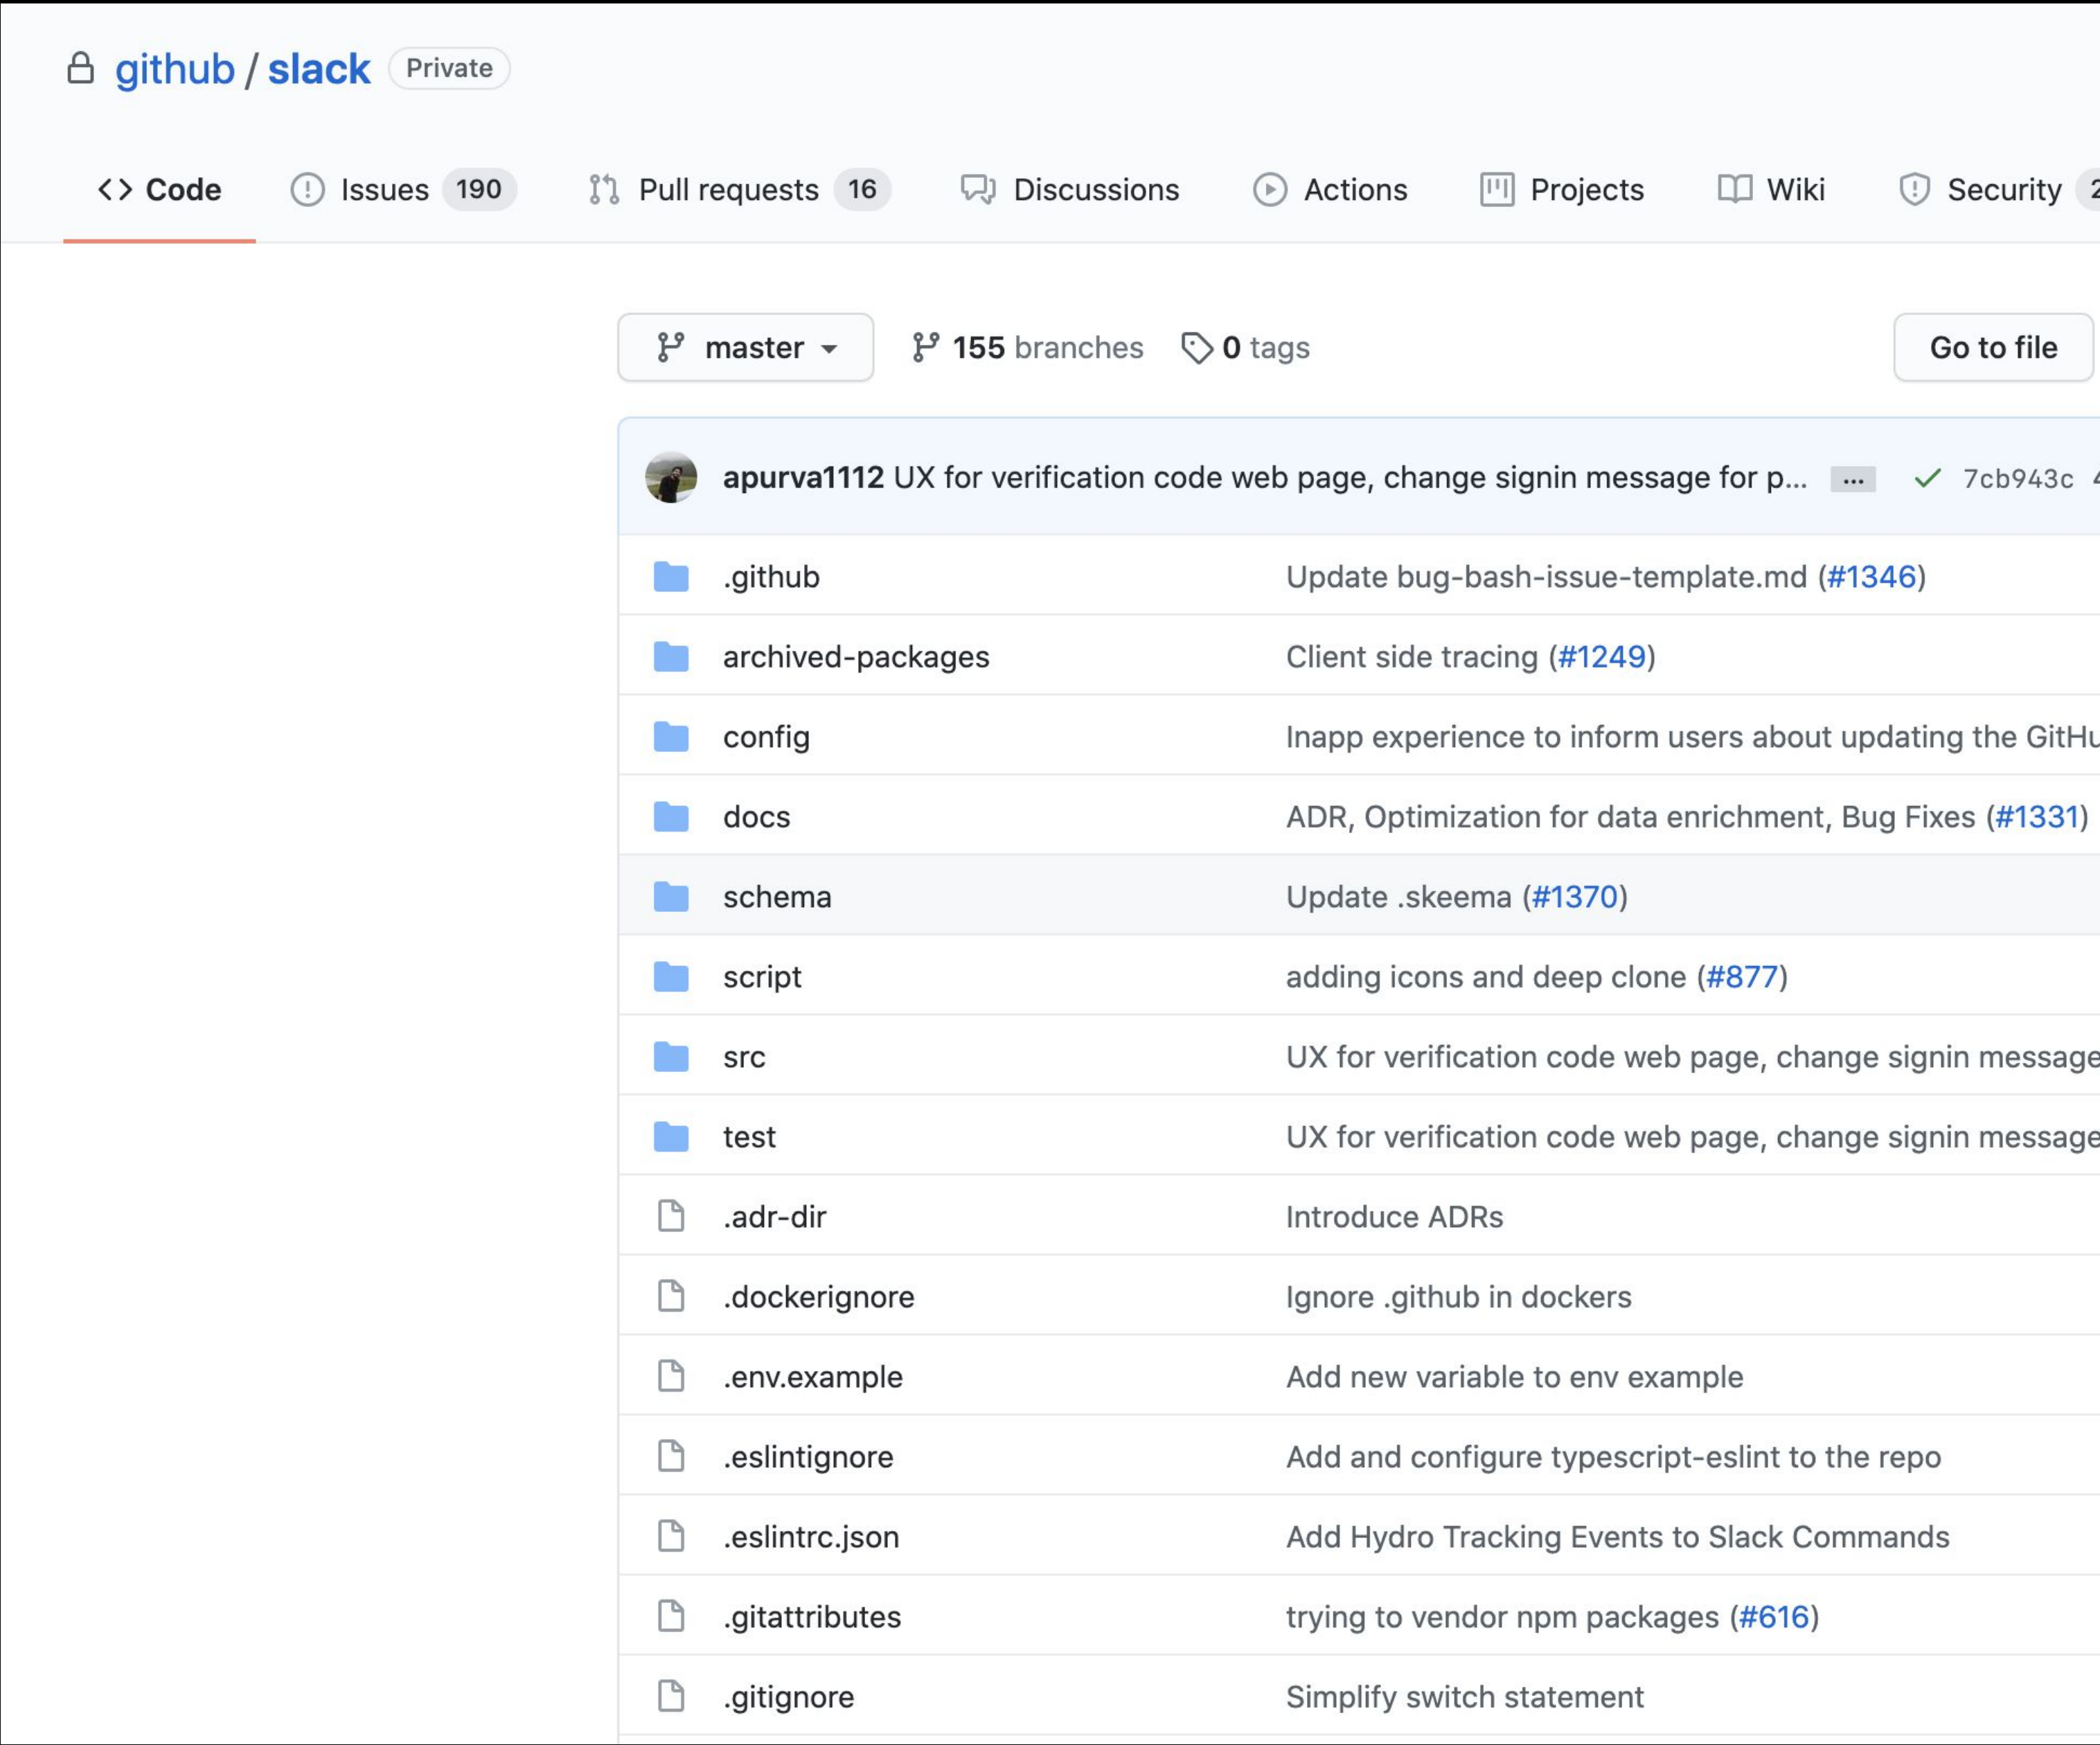 github / slack Private
Code Issues 190 Pull requests 16 Discussions Actions Projects Wiki Security 2
master 155 branches 0 tags Go to file
apurva1112 UX for verification code web page, change signin message for p... ... 7cb943c
.github Update bug-bash-issue-template.md (#1346)
archived-packages Client side tracing (#1249)
config Inapp experience to inform users about updating the GitHu
docs ADR, Optimization for data enrichment, Bug Fixes (#1331)
schema Update .skeema (#1370)
script adding icons and deep clone (#877)
src UX for verification code web page, change signin message
test UX for verification code web page, change signin message
.adr-dir Introduce ADRs
.dockerignore Ignore .github in dockers
.env.example Add new variable to env example
.eslintignore Add and configure typescript-eslint to the repo
.eslintrc.json Add Hydro Tracking Events to Slack Commands
.gitattributes trying to vendor npm packages (#616)
.gitignore Simplify switch statement